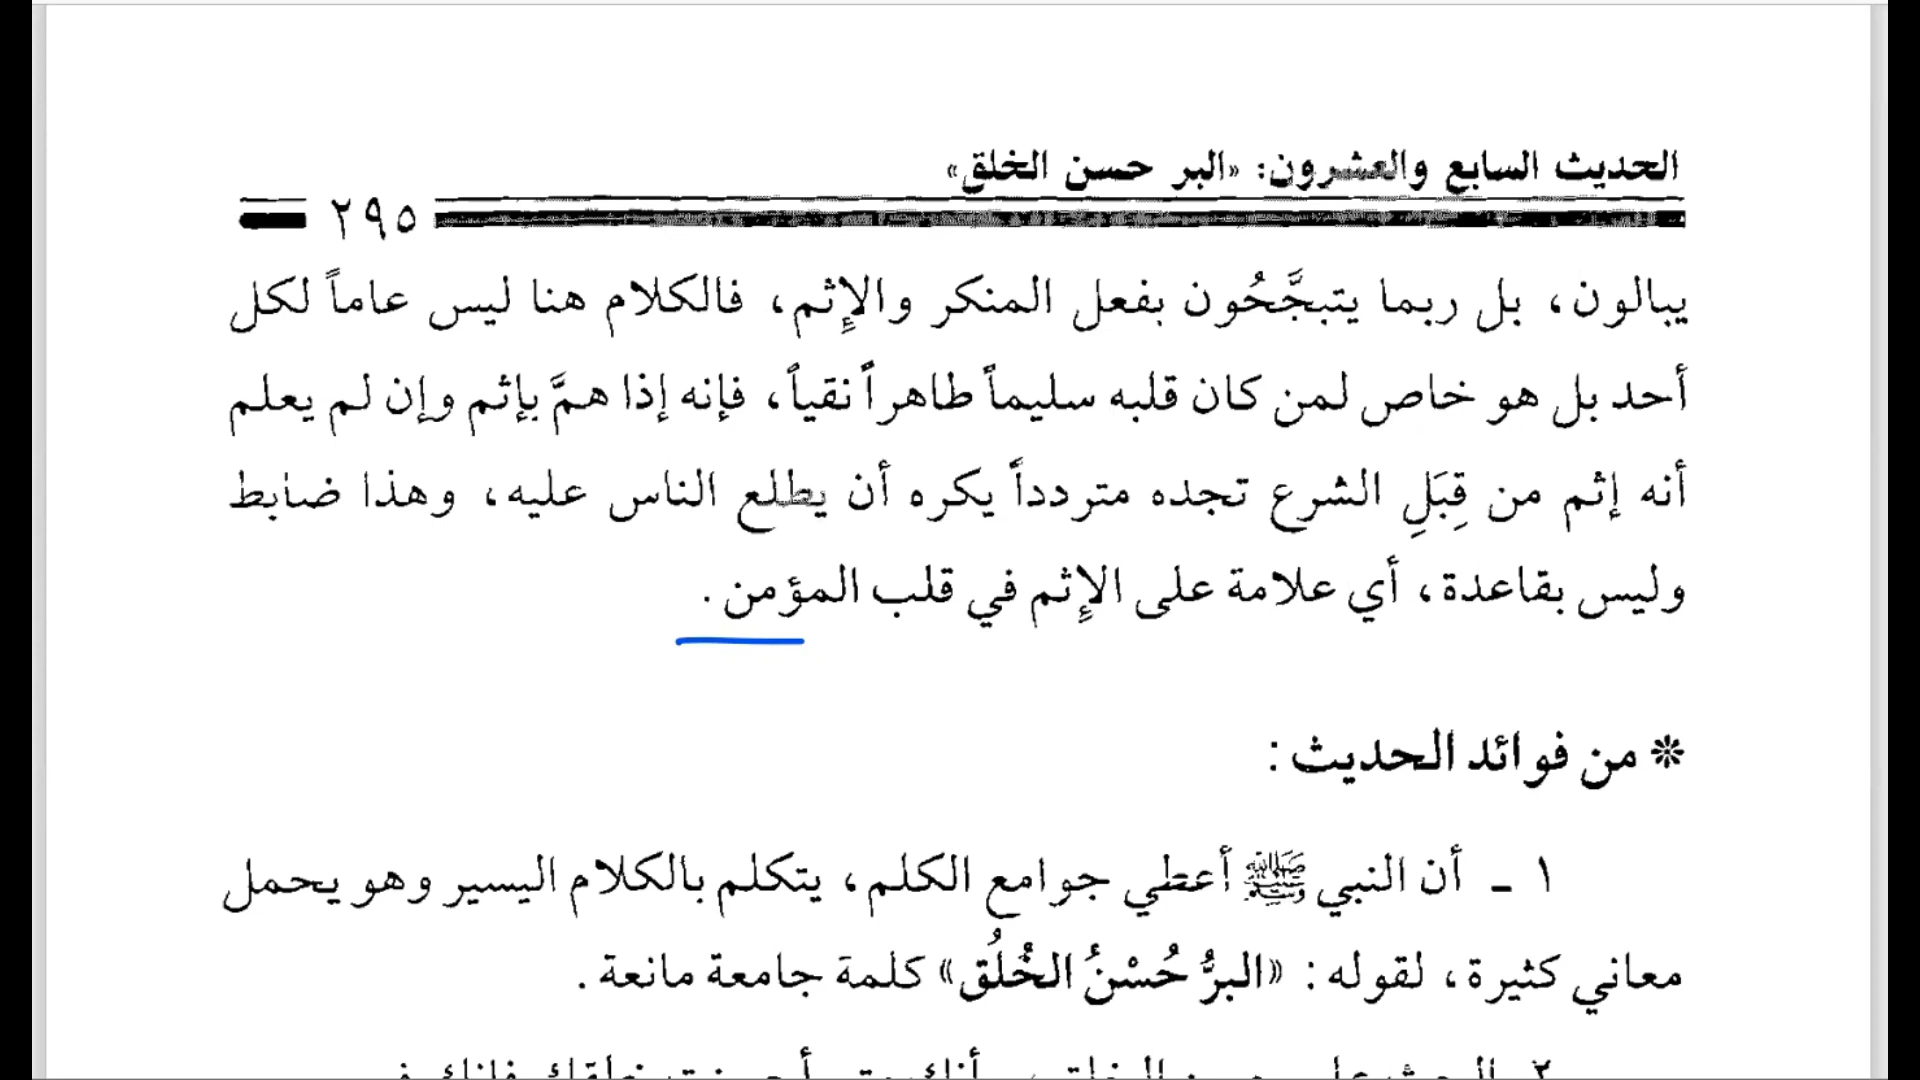 الحديث السابع والعشرون: «البر حسن الخلق»
٢٩٥
يبالون، بل ربما يتبجَّحُون بفعل المنكر والإِثم، فالكلام هنا ليس عاماً لكل
أحد بل هو خاص لمن كان قلبه سليماً طاهراً نقياً، فإنه إذا همَّ بإثم وإن لم يعلم
أنه إثم من قِبَلِ الشرع تجده متردداً يكره أن يطلع الناس عليه، وهذا ضابط
وليس بقاعدة، أي علامة على الإِثم في قلب المؤمن.
* من فوائد الحديث:
١ ـ أن النبي ﷺ أعطي جوامع الكلم، يتكلم بالكلام اليسير وهو يحمل
معاني كثيرة، لقوله: «البرُّ حُسْنُ الخُلُق» كلمة جامعة مانعة.